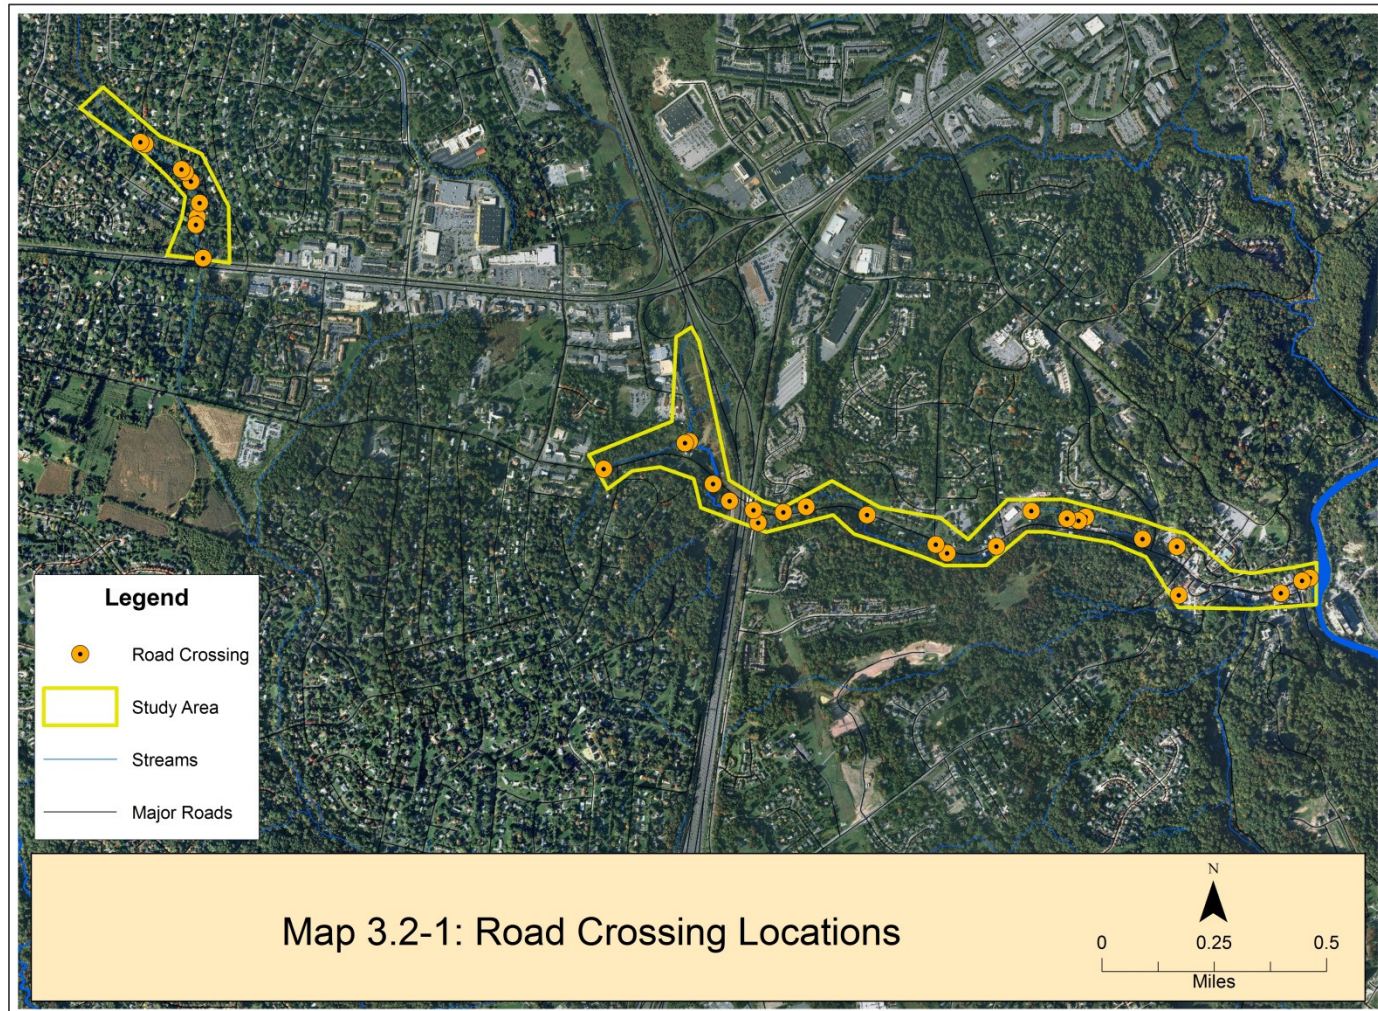 Legend
Road Crossing
Study Area
Streams
Major Roads
Map 3.2-1: Road Crossing Locations
N
0 0.25 0.5
Miles